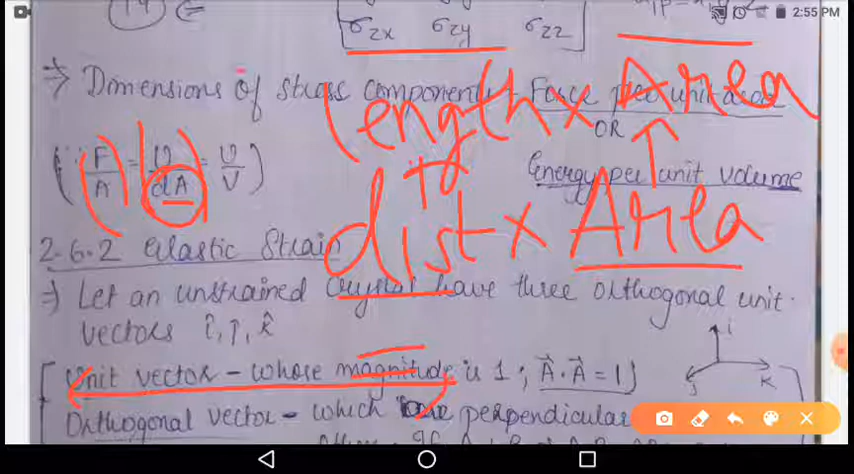 2:55 PM
19
σzx σzy σzz
⇒ Dimensions of stress components - Force per unit area
OR
(∵ F/A = U/dA = U/V)
Energy per unit volume
length x Area
dist x Area
2.6.2 Elastic Strain
⇒ Let an unstrained crystal have three orthogonal unit
vectors î, ĵ, k̂
i
j
k
[Unit vector - whose magnitude is 1; A⃗.A⃗ = 1)
Orthogonal vector - which are perpendicular